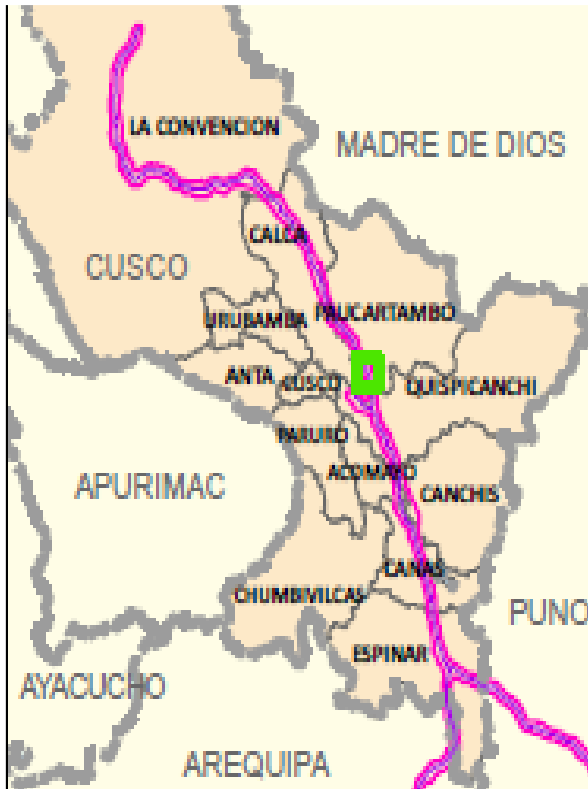 LA CONVENCION
MADRE DE DIOS
CALCA
CUSCO
URUBAMBA
PAUCARTAMBO
ANTA
CUSCO
QUISPICANCHI
PARURO
ACOMAYO
APURIMAC
CANCHIS
CANAS
CHUMBIVILCAS
PUNO
ESPINAR
AYACUCHO
AREQUIPA